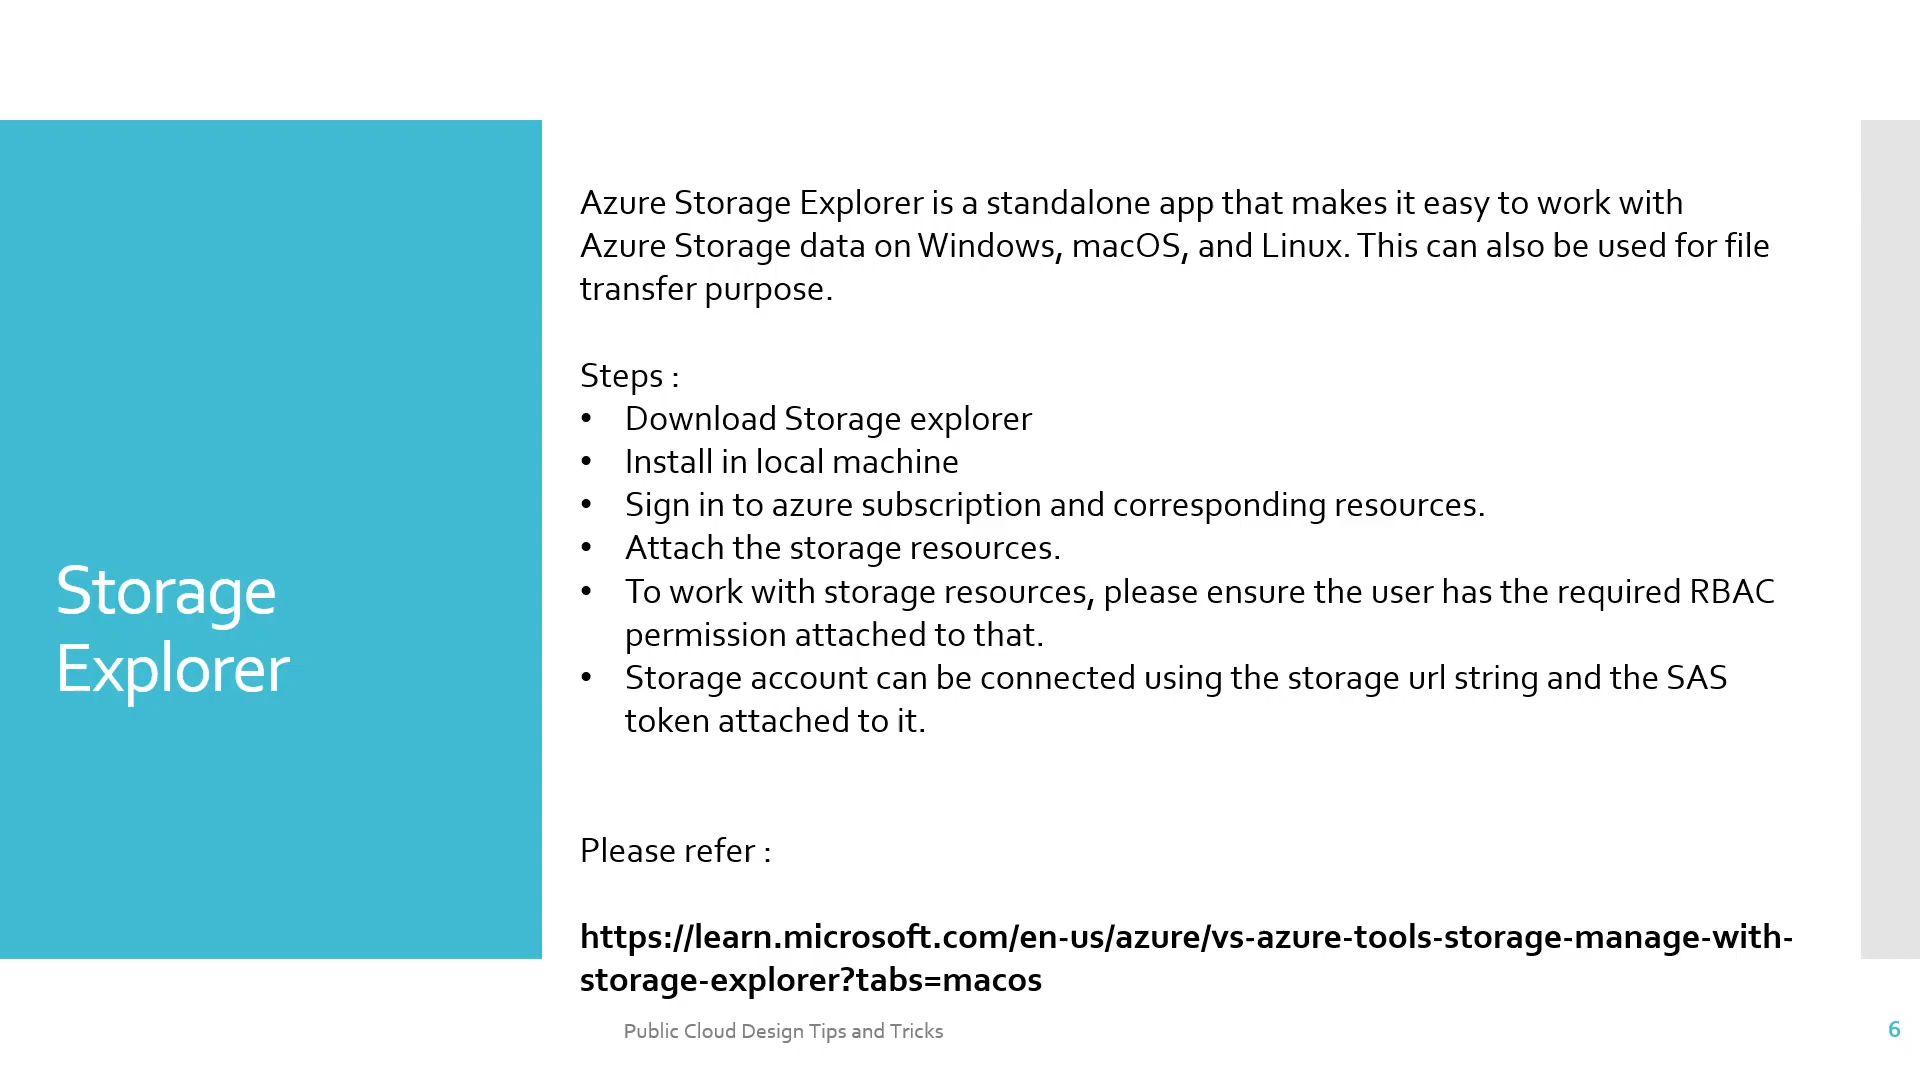 Storage
Explorer
Azure Storage Explorer is a standalone app that makes it easy to work with
Azure Storage data on Windows, macOS, and Linux. This can also be used for file
transfer purpose.
Steps :
• Download Storage explorer
• Install in local machine
• Sign in to azure subscription and corresponding resources.
• Attach the storage resources.
• To work with storage resources, please ensure the user has the required RBAC
permission attached to that.
• Storage account can be connected using the storage url string and the SAS
token attached to it.
Please refer :
https://learn.microsoft.com/en-us/azure/vs-azure-tools-storage-manage-with-
storage-explorer?tabs=macos
Public Cloud Design Tips and Tricks
6